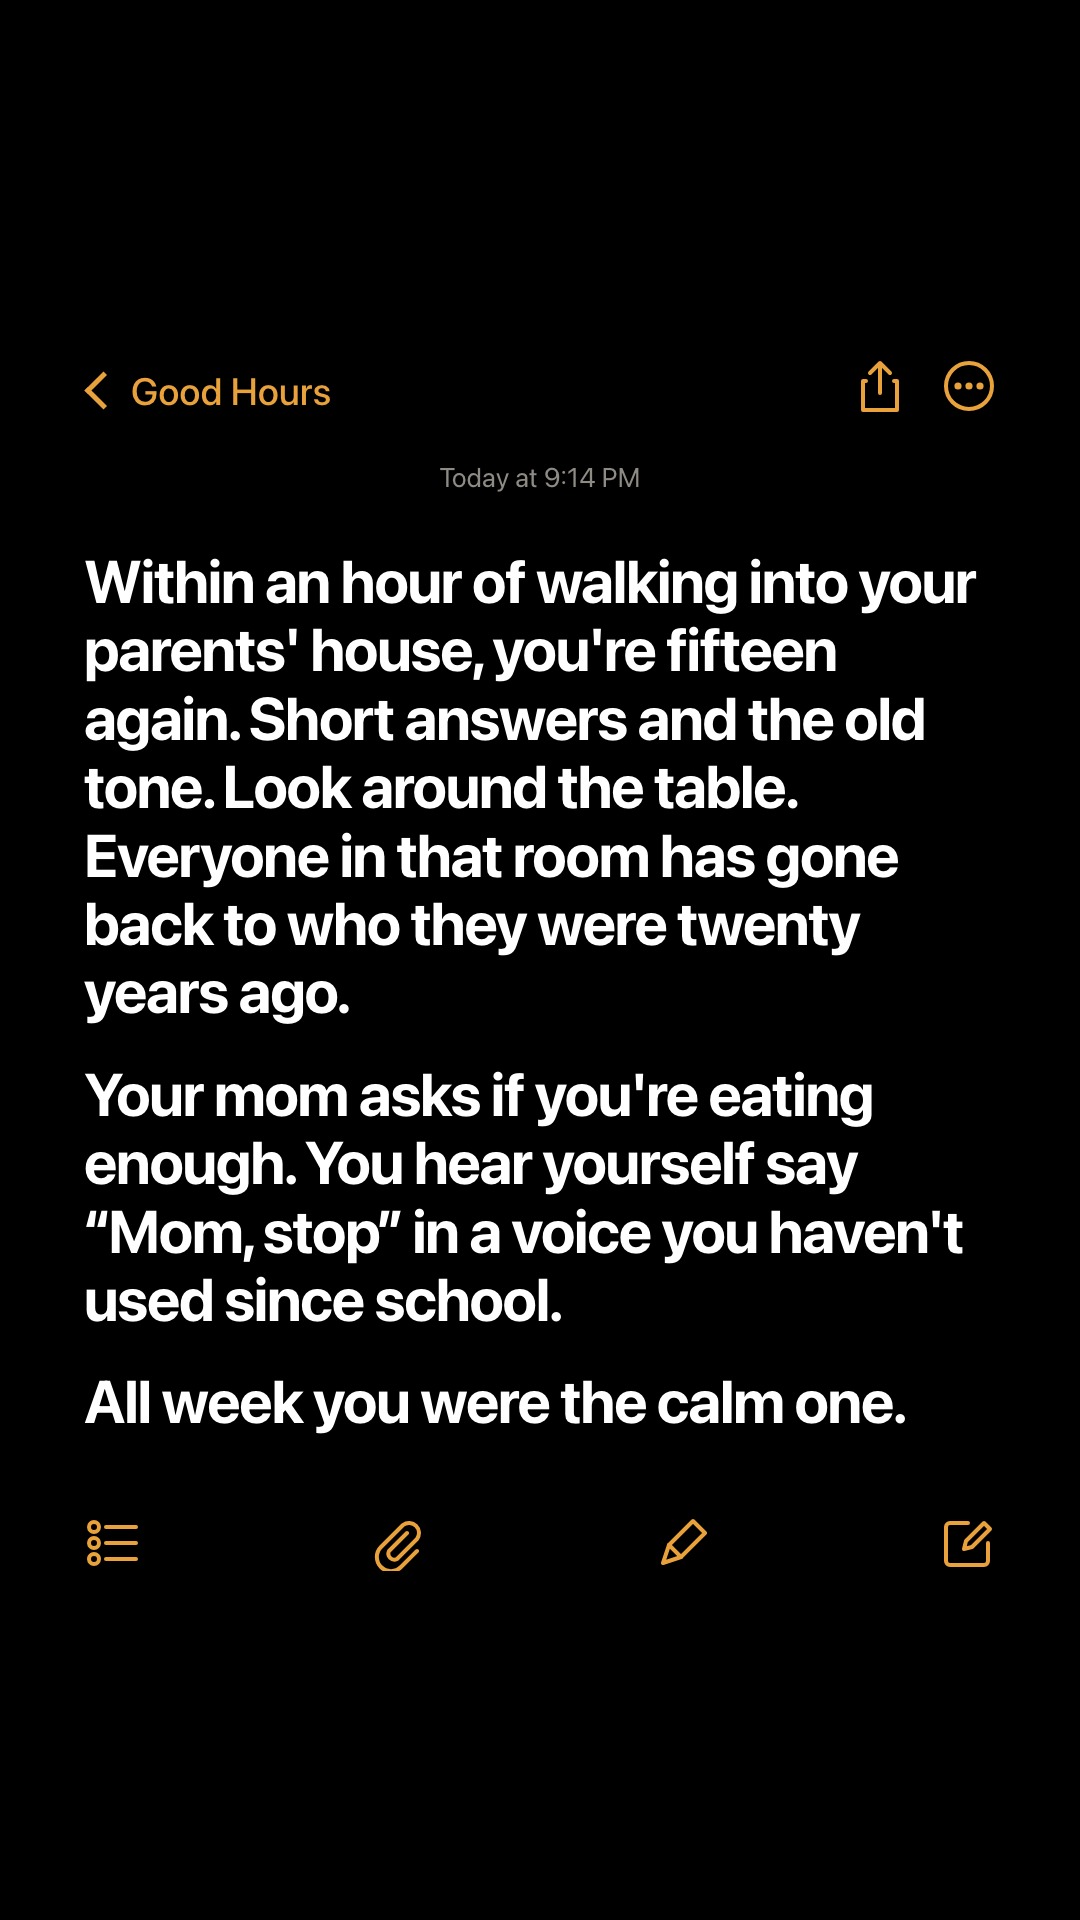 Good Hours
Today at 9:14 PM
Within an hour of walking into your
parents' house, you're fifteen
again. Short answers and the old
tone. Look around the table.
Everyone in that room has gone
back to who they were twenty
years ago.
Your mom asks if you're eating
enough. You hear yourself say
“Mom, stop” in a voice you haven't
used since school.
All week you were the calm one.